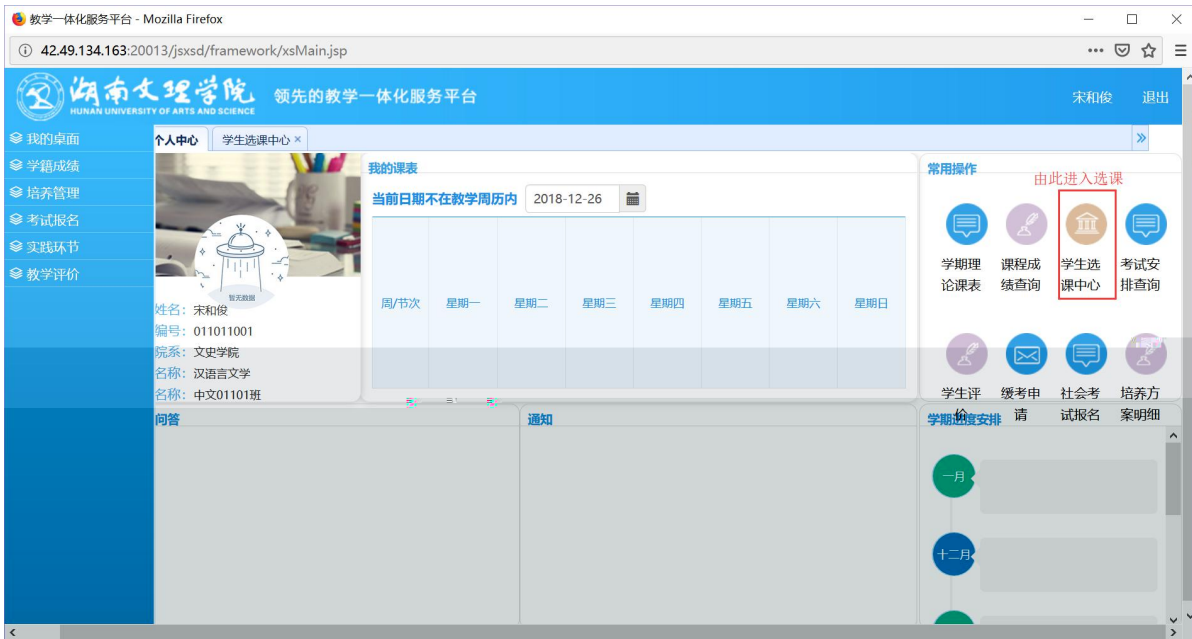 教学一体化服务平台 - Mozilla Firefox
42.49.134.163:20013/jsxsd/framework/xsMain.jsp
湖南文理学院
HUNAN UNIVERSITY OF ARTS AND SCIENCE
领先的教学一体化服务平台
宋和俊 退出
我的桌面
学籍成绩
培养管理
考试报名
实践环节
教学评价
个人中心 学生选课中心 ×
暂无数据
姓名：宋和俊
编号：011011001
院系：文史学院
名称：汉语言文学
名称：中文01101班
我的课表
当前日期不在教学周历内 2018-12-26
周/节次 星期一 星期二 星期三 星期四 星期五 星期六 星期日
常用操作
由此进入选课
学期理论课表
课程成绩查询
学生选课中心
考试安排查询
学生评价
缓考申请
社会考试报名
培养方案明细
问答
通知
学期进度安排
一月
十二月